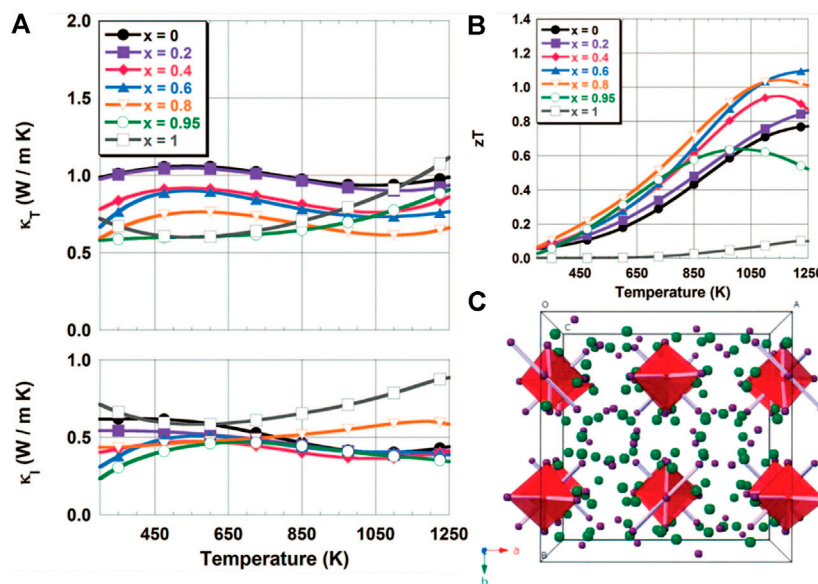 A
x = 0
x = 0.2
x = 0.4
x = 0.6
x = 0.8
x = 0.95
x = 1
2.0
1.5
1.0
0.5
0.0
κT (W / m K)
1.0
0.5
0.0
κl (W / m K)
450 650 850 1050 1250
Temperature (K)
B
x = 0
x = 0.2
x = 0.4
x = 0.6
x = 0.8
x = 0.95
x = 1
1.4
1.2
1.0
0.8
0.6
0.4
0.2
0.0
zT
450 650 850 1050 1250
Temperature (K)
C
O
A
C
B
a
b